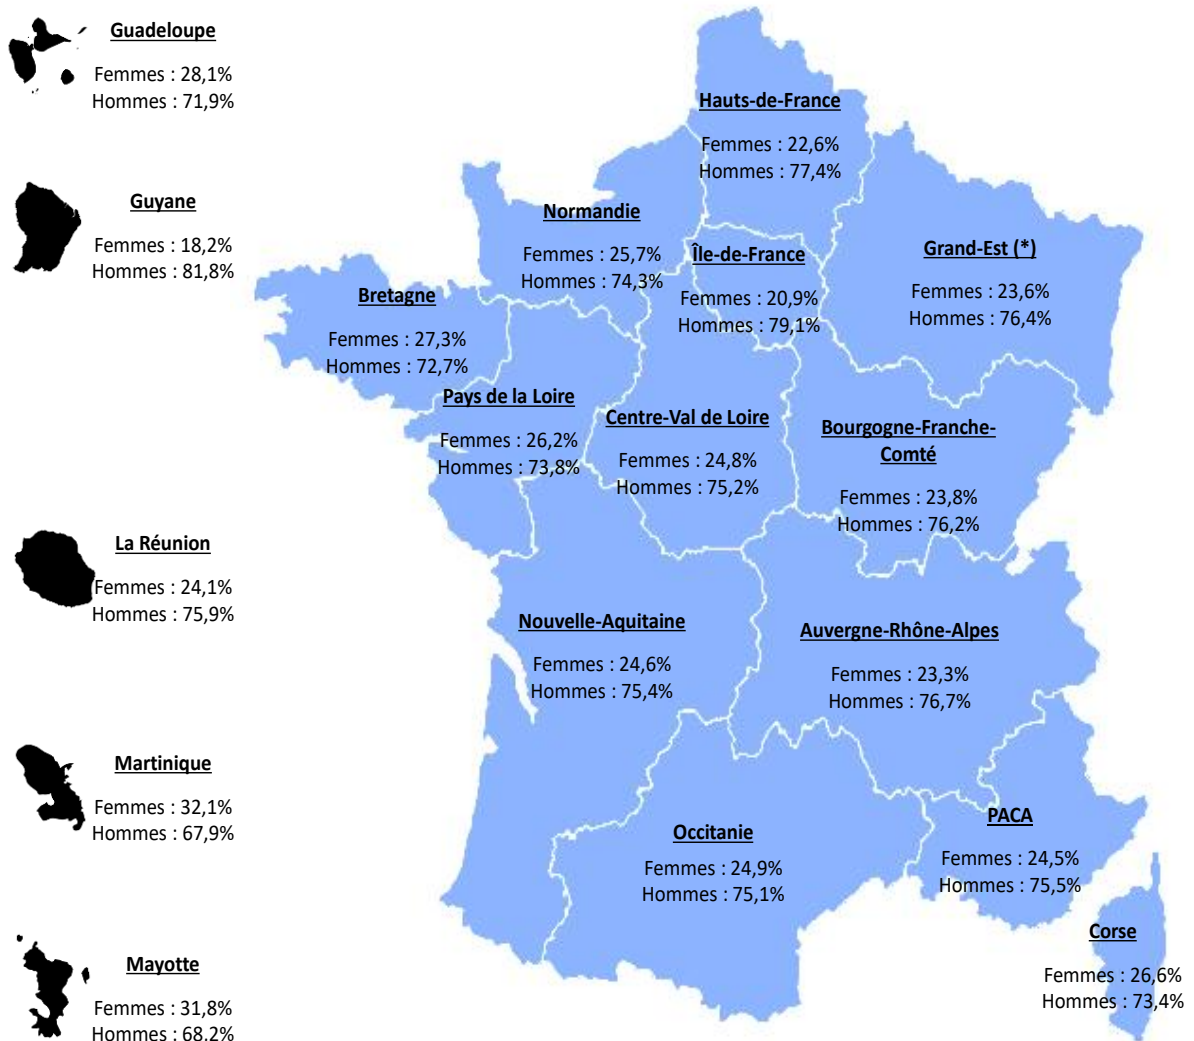 Guadeloupe
Femmes : 28,1%
Hommes : 71,9%
Guyane
Femmes : 18,2%
Hommes : 81,8%
La Réunion
Femmes : 24,1%
Hommes : 75,9%
Martinique
Femmes : 32,1%
Hommes : 67,9%
Mayotte
Femmes : 31,8%
Hommes : 68,2%
Hauts-de-France
Femmes : 22,6%
Hommes : 77,4%
Normandie
Femmes : 25,7%
Hommes : 74,3%
Île-de-France
Femmes : 20,9%
Hommes : 79,1%
Grand-Est (*)
Femmes : 23,6%
Hommes : 76,4%
Bretagne
Femmes : 27,3%
Hommes : 72,7%
Pays de la Loire
Femmes : 26,2%
Hommes : 73,8%
Centre-Val de Loire
Femmes : 24,8%
Hommes : 75,2%
Bourgogne-Franche-
Comté
Femmes : 23,8%
Hommes : 76,2%
Nouvelle-Aquitaine
Femmes : 24,6%
Hommes : 75,4%
Auvergne-Rhône-Alpes
Femmes : 23,3%
Hommes : 76,7%
Occitanie
Femmes : 24,9%
Hommes : 75,1%
PACA
Femmes : 24,5%
Hommes : 75,5%
Corse
Femmes : 26,6%
Hommes : 73,4%